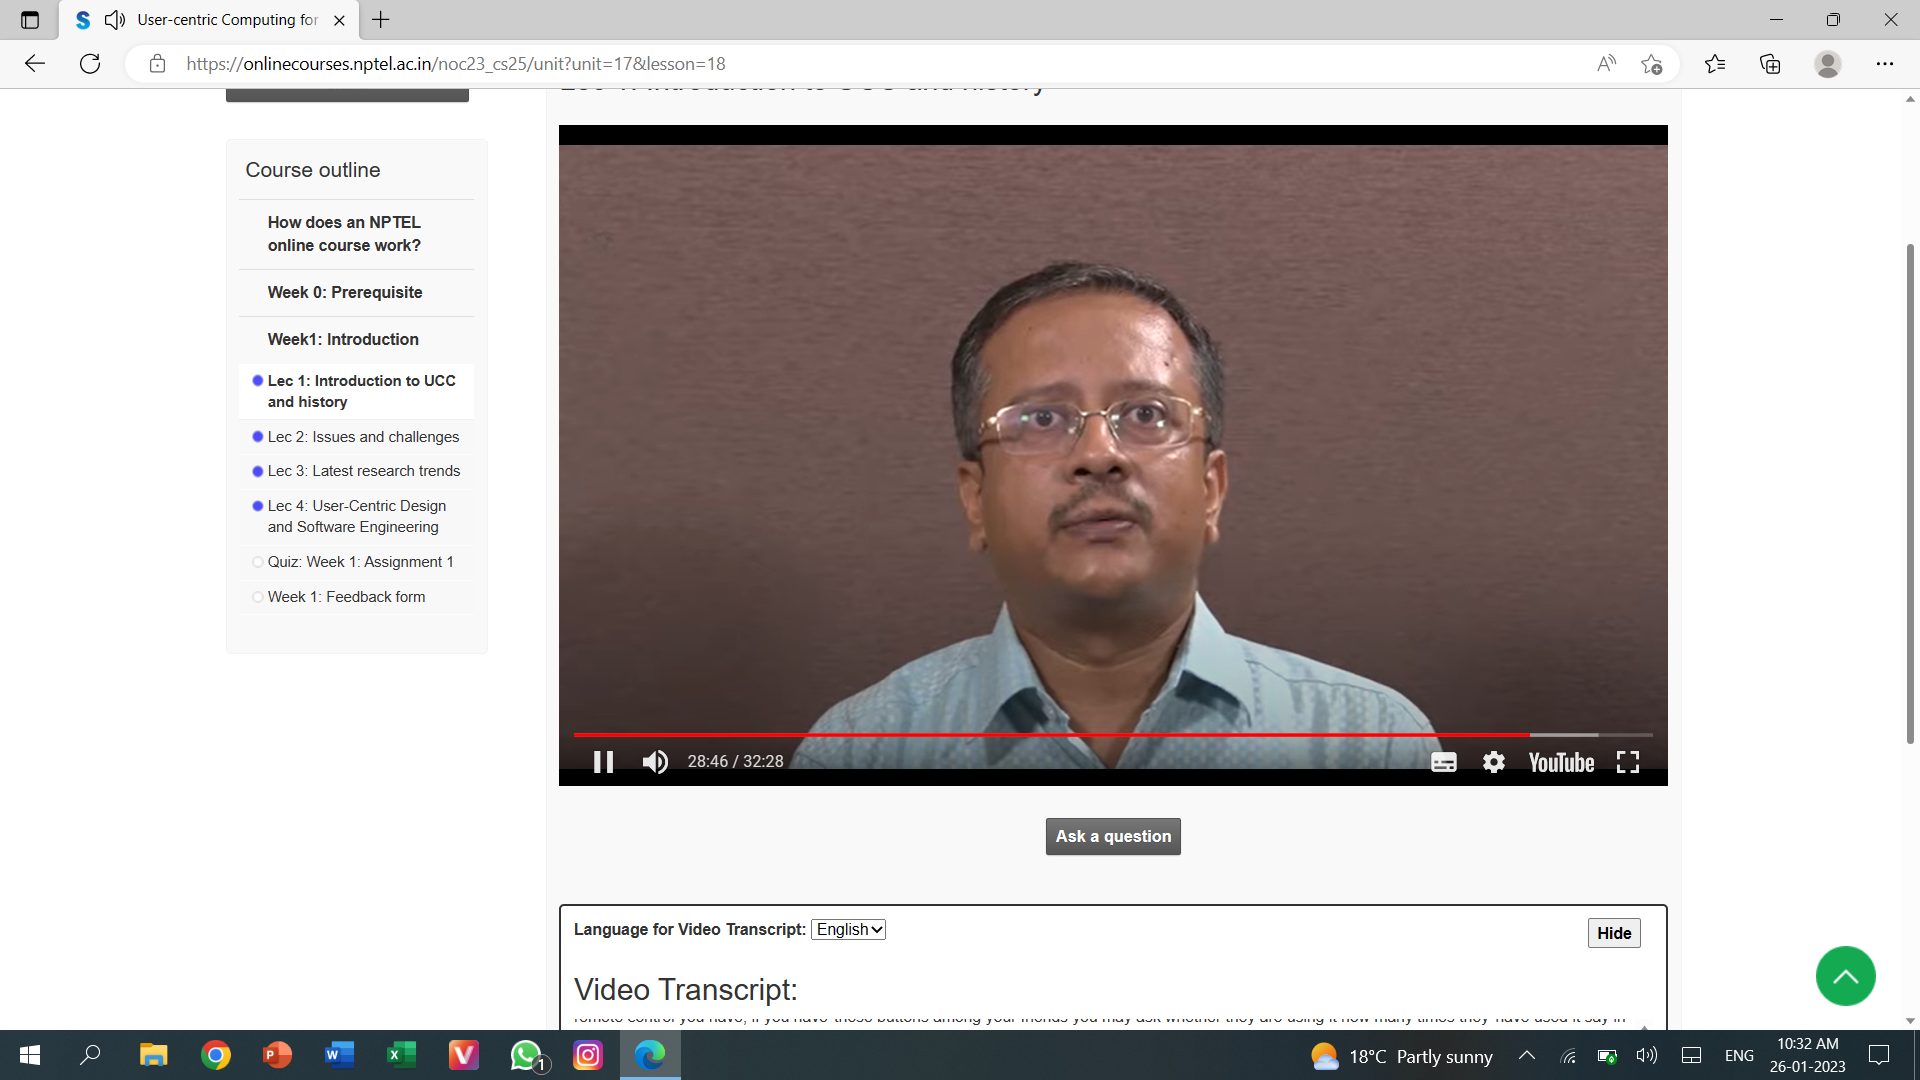 User-centric Computing for
https://onlinecourses.nptel.ac.in/noc23_cs25/unit?unit=17&lesson=18
Course outline
How does an NPTEL
online course work?
Week 0: Prerequisite
Week1: Introduction
Lec 1: Introduction to UCC
and history
Lec 2: Issues and challenges
Lec 3: Latest research trends
Lec 4: User-Centric Design
and Software Engineering
Quiz: Week 1: Assignment 1
Week 1: Feedback form
28:46 / 32:28
YouTube
Ask a question
Language for Video Transcript: English
Hide
Video Transcript:
1
18°C Partly sunny
ENG
10:32 AM
26-01-2023